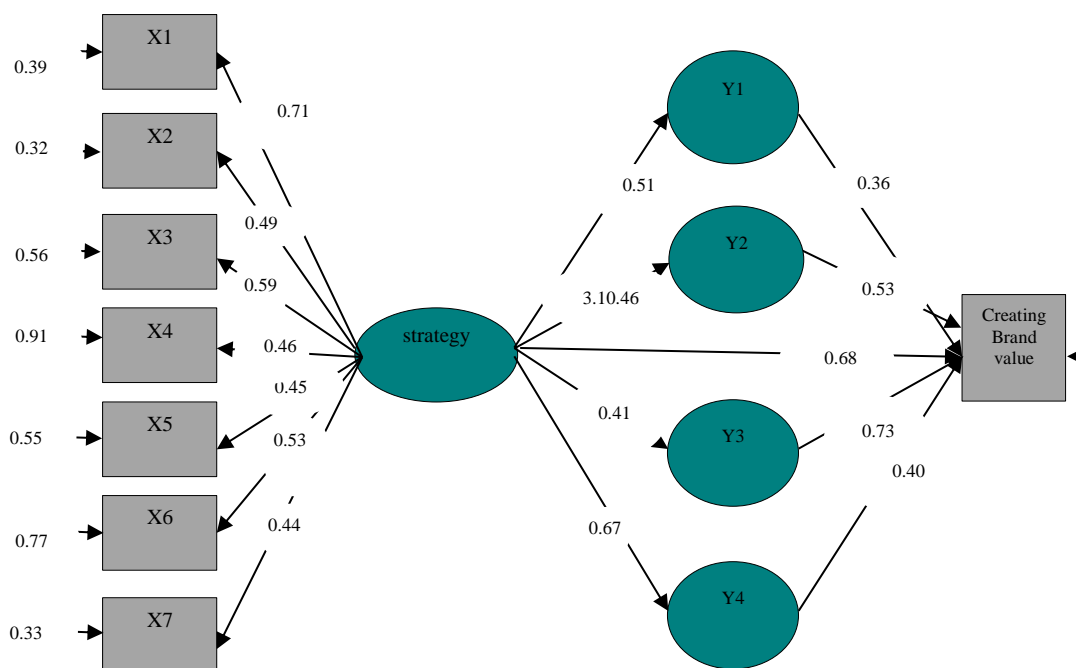 X1
0.39
0.71
X2
0.32
0.49
X3
0.56
0.59
X4
0.91
0.46
0.45
X5
0.55
0.53
X6
0.77
0.44
X7
0.33
strategy
Y1
0.51
0.36
Y2
3.10.46
0.53
Creating
Brand
value
0.68
0.41
Y3
0.73
0.40
0.67
Y4